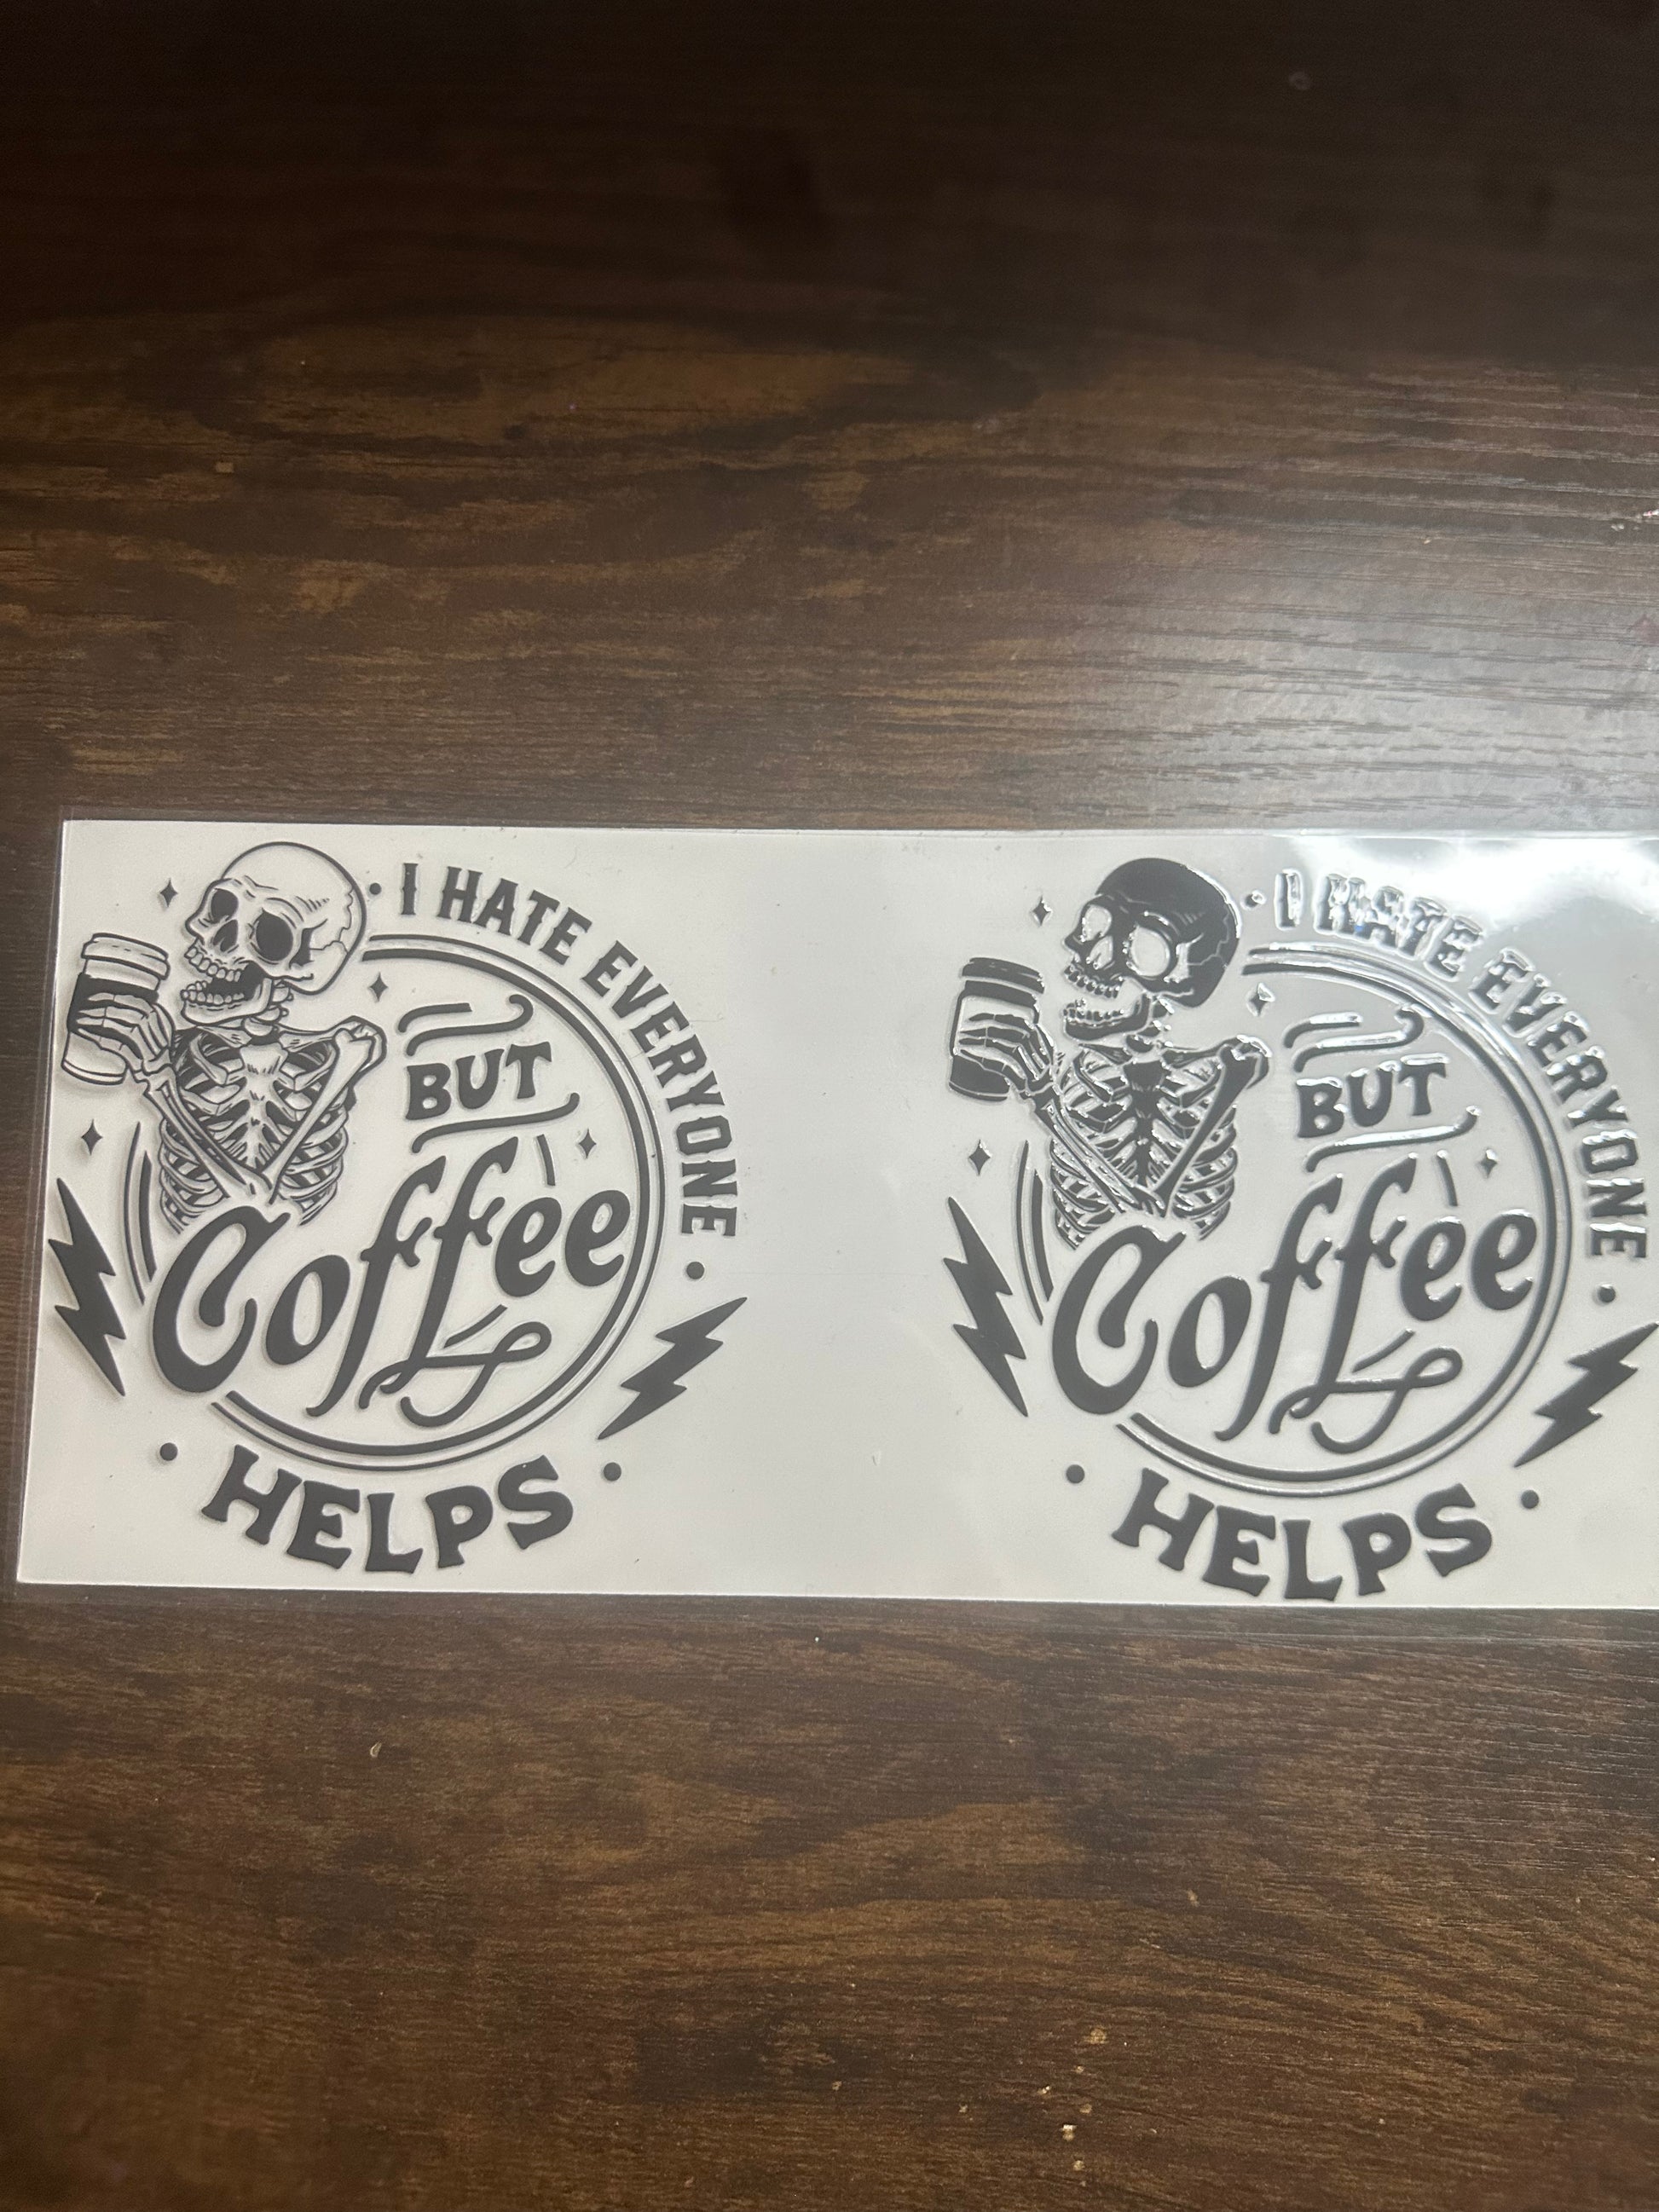 I HATE EVERYONE
BUT
Coffee
HELPS
I HATE EVERYONE
BUT
Coffee
HELPS